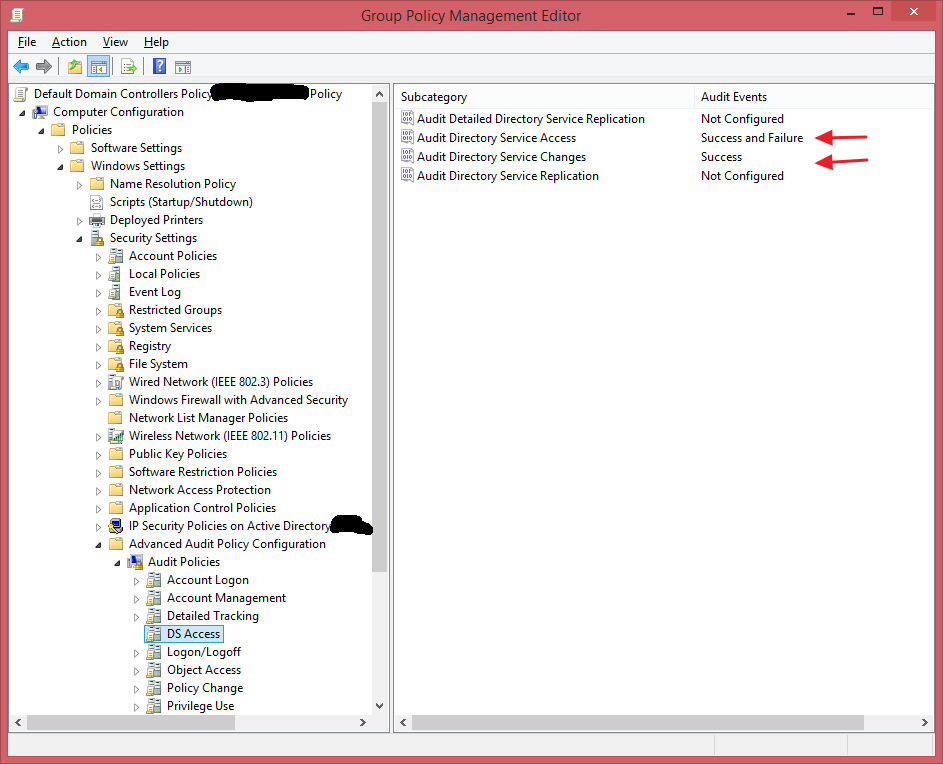 Group Policy Management Editor
File Action View Help
Default Domain Controllers Policy Policy
Computer Configuration
Policies
Software Settings
Windows Settings
Name Resolution Policy
Scripts (Startup/Shutdown)
Deployed Printers
Security Settings
Account Policies
Local Policies
Event Log
Restricted Groups
System Services
Registry
File System
Wired Network (IEEE 802.3) Policies
Windows Firewall with Advanced Security
Network List Manager Policies
Wireless Network (IEEE 802.11) Policies
Public Key Policies
Software Restriction Policies
Network Access Protection
Application Control Policies
IP Security Policies on Active Directory
Advanced Audit Policy Configuration
Audit Policies
Account Logon
Account Management
Detailed Tracking
DS Access
Logon/Logoff
Object Access
Policy Change
Privilege Use
Subcategory Audit Events
Audit Detailed Directory Service Replication Not Configured
Audit Directory Service Access Success and Failure
Audit Directory Service Changes Success
Audit Directory Service Replication Not Configured